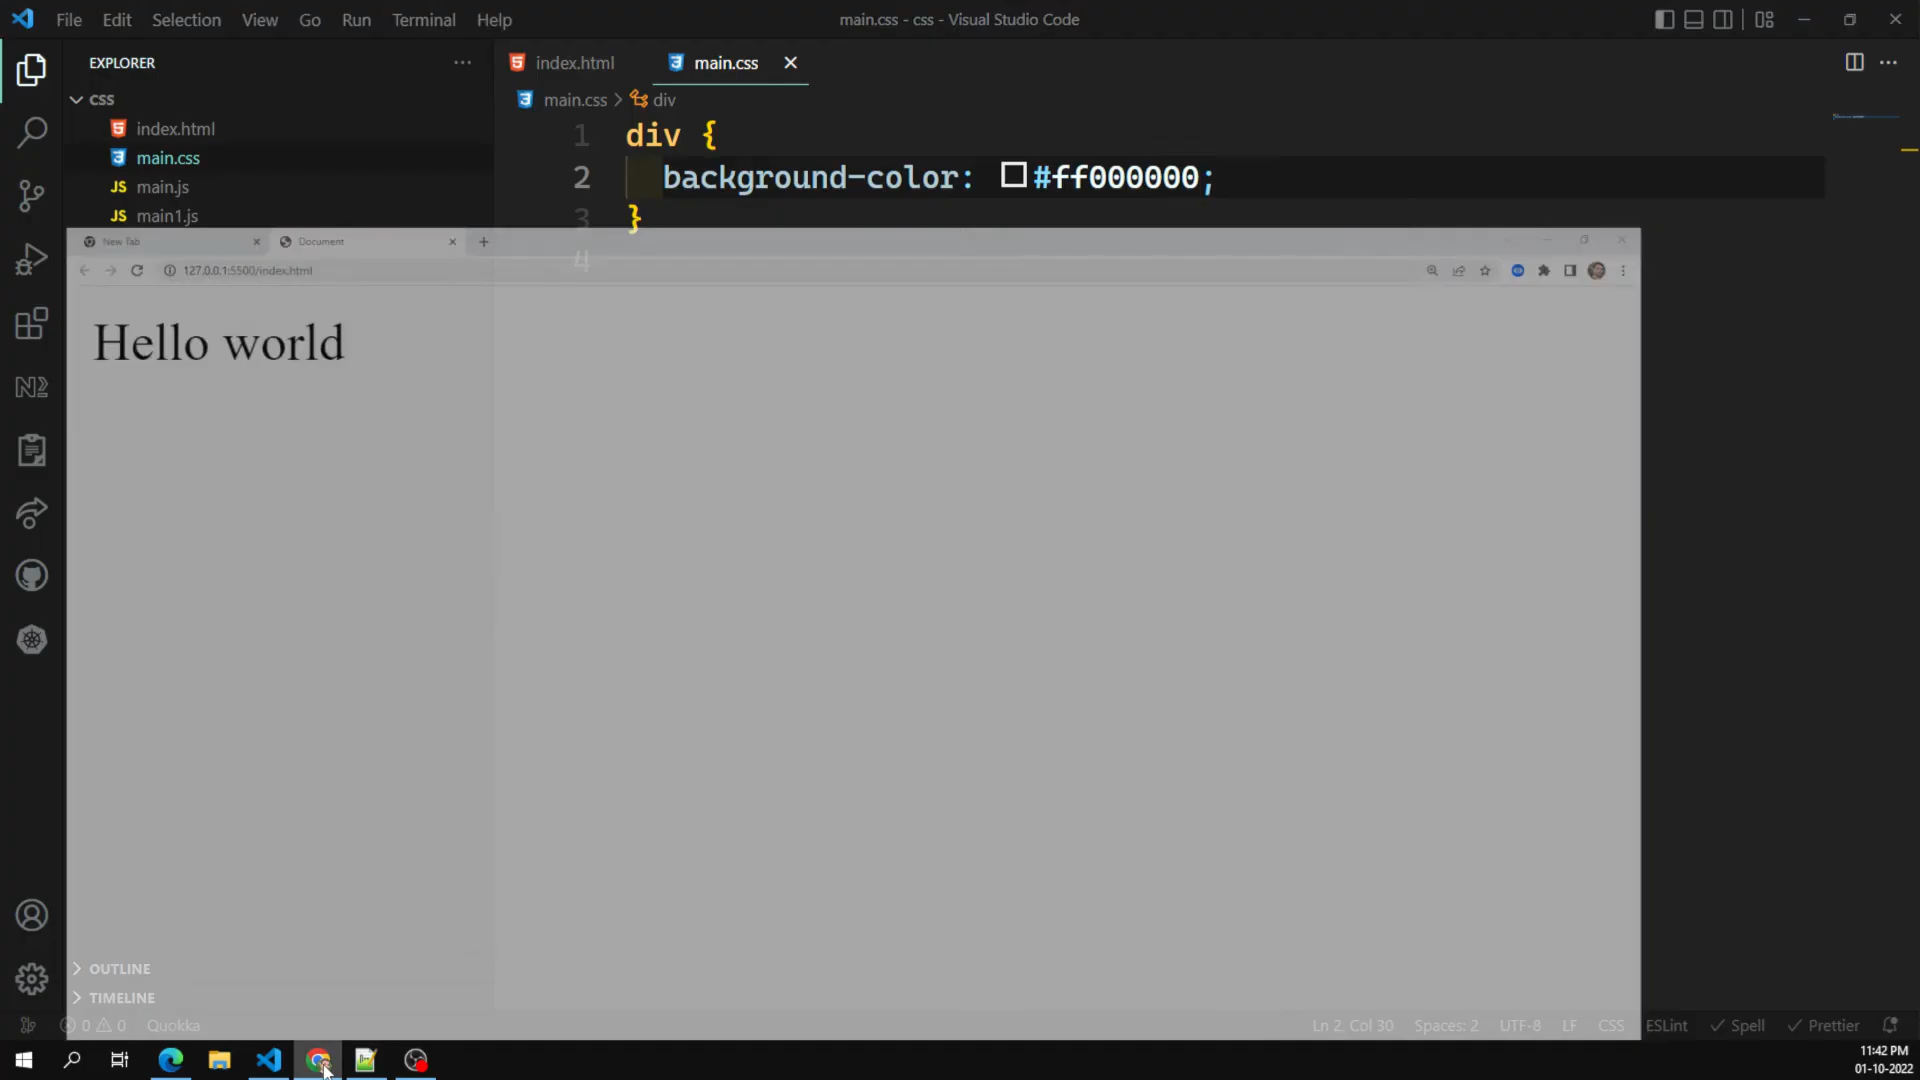 File Edit Selection View Go Run Terminal Help
main.css - css - Visual Studio Code
EXPLORER
CSS
index.html
main.css
JS main.js
JS main1.js
index.html
main.css
main.css > div
1 div {
2 background-color: #ff000000;
3 }
4
New Tab
Document
127.0.0.1:5500/index.html
Hello world
OUTLINE
TIMELINE
0 0 Quokka
Ln 2, Col 30 Spaces: 2 UTF-8 LF CSS ESLint Spell Prettier
11:42 PM
01-10-2022